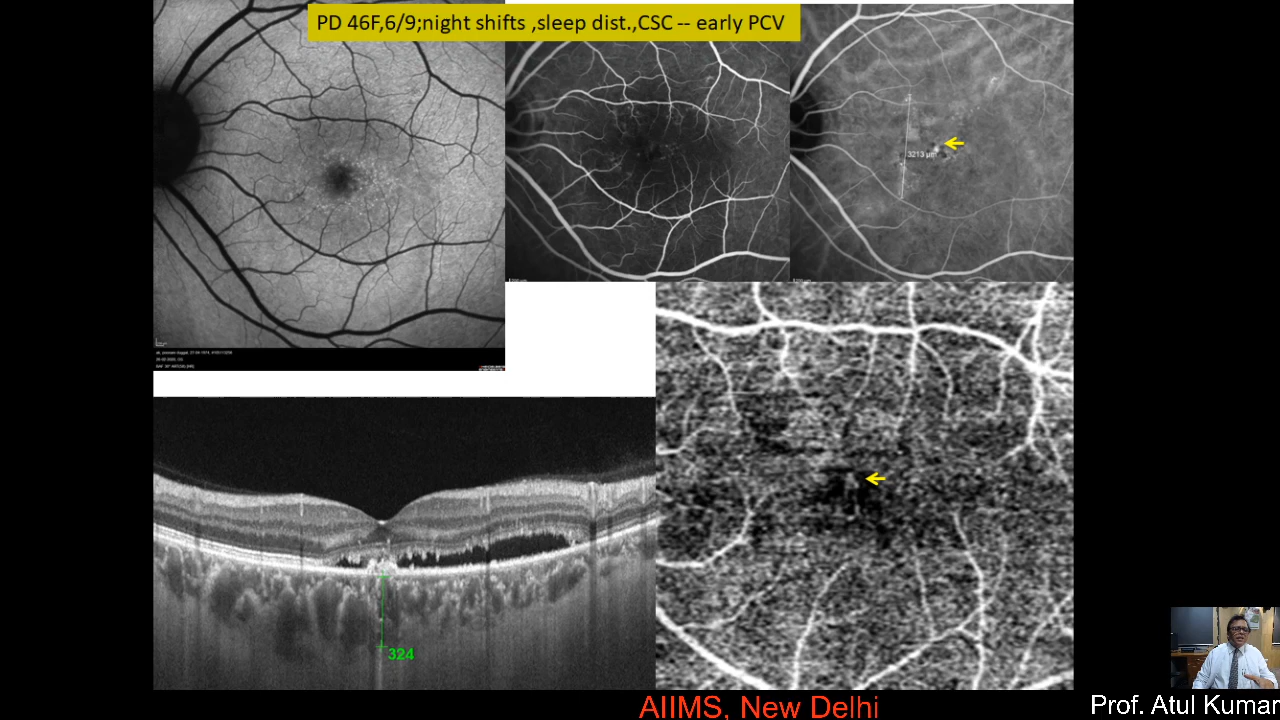 PD 46F,6/9;night shifts ,sleep dist.,CSC -- early PCV
3213 µm
324
AIIMS, New Delhi
Prof. Atul Kumar